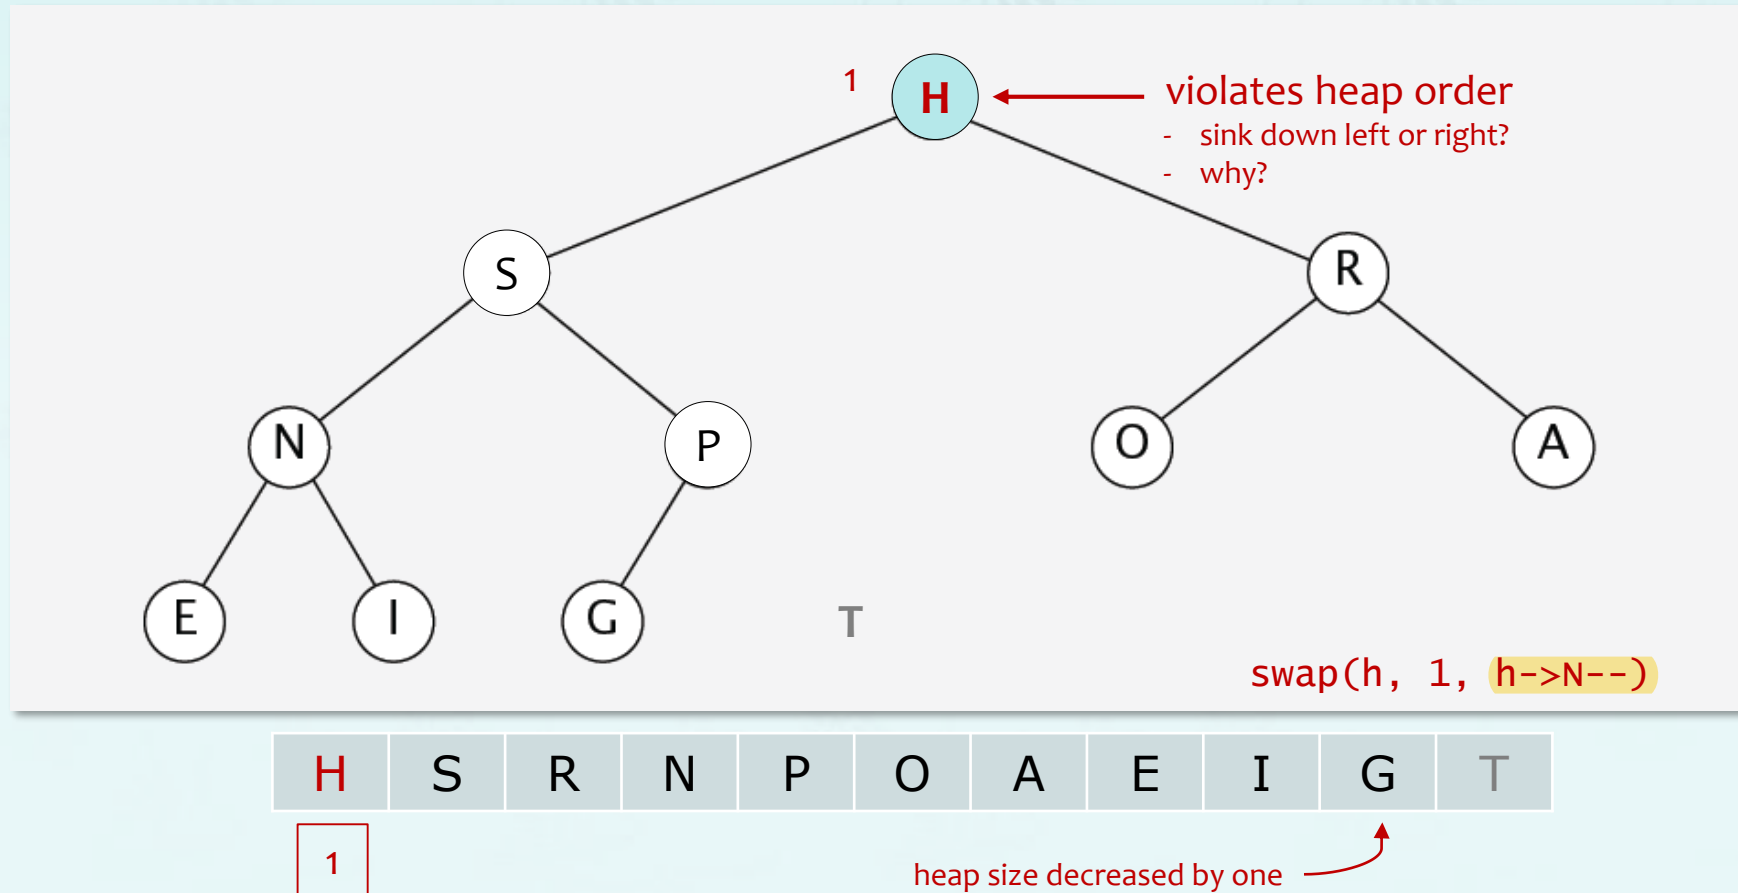 1
H
violates heap order
- sink down left or right?
- why?
S
R
N
P
O
A
E
I
G
T
swap(h, 1, h->N--)
H S R N P O A E I G T
1
heap size decreased by one